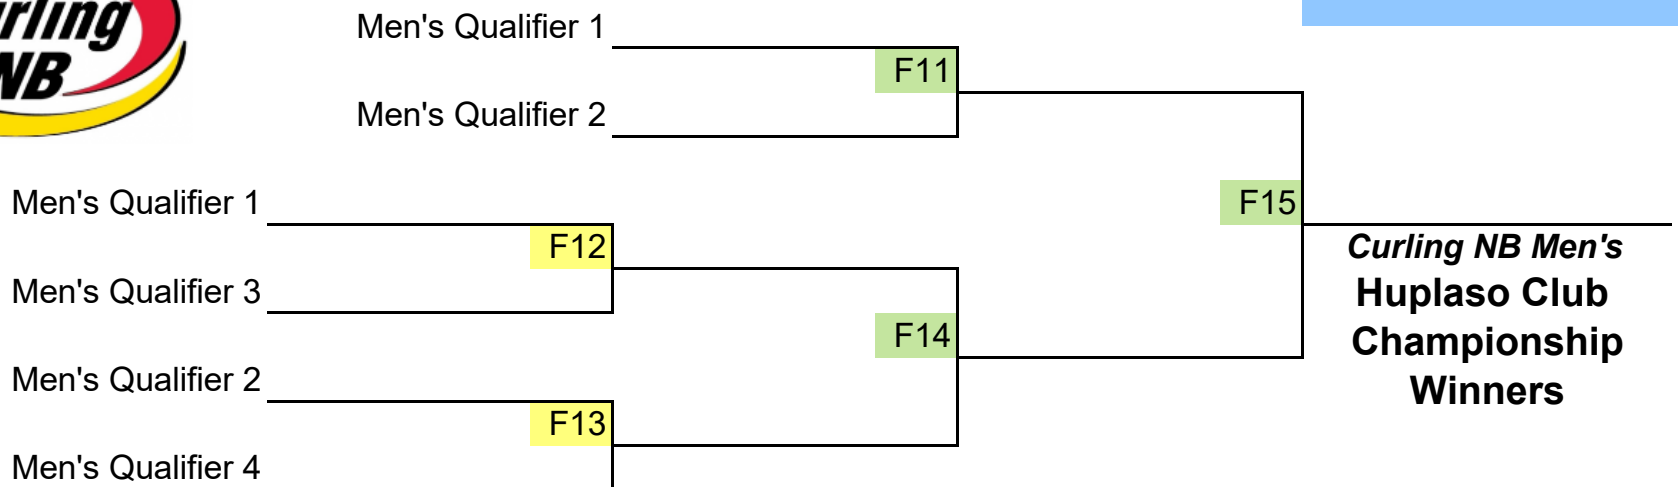 NB
Men's Qualifier 1
F11
Men's Qualifier 2
Men's Qualifier 1
F15
F12
Curling NB Men's
Men's Qualifier 3
Huplaso Club
F14
Championship
Men's Qualifier 2
Winners
F13
Men's Qualifier 4